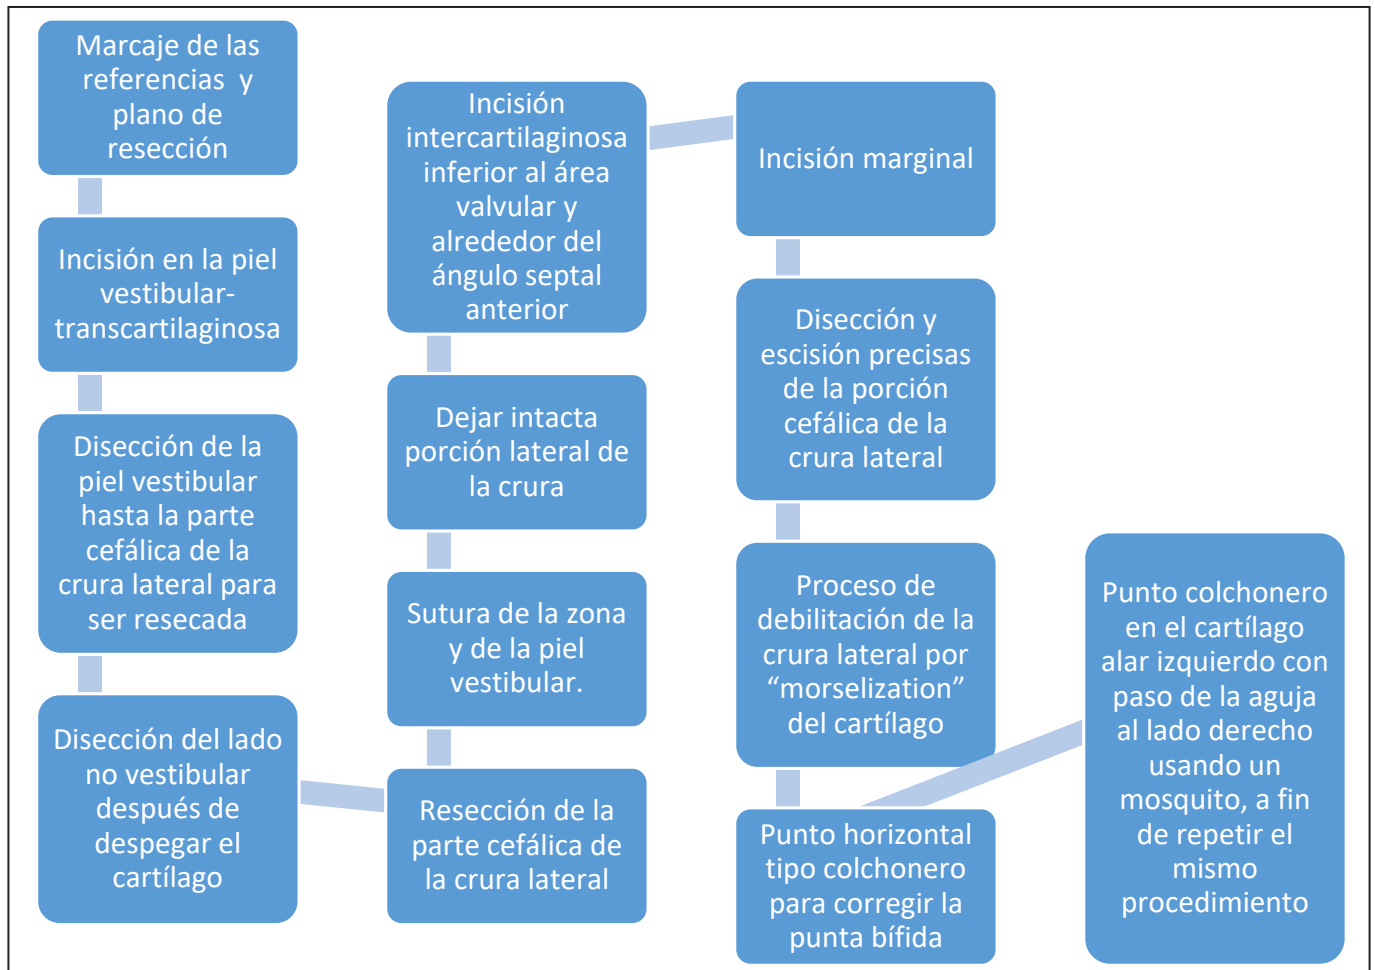 Marcaje de las
referencias y
plano de
resección
Incisión en la piel
vestibular-
transcartilaginosa
Disección de la
piel vestibular
hasta la parte
cefálica de la
crura lateral para
ser resecada
Disección del lado
no vestibular
después de
despegar el
cartílago
Resección de la
parte cefálica de
la crura lateral
Sutura de la zona
y de la piel
vestibular.
Dejar intacta
porción lateral de
la crura
Incisión
intercartilaginosa
inferior al área
valvular y
alrededor del
ángulo septal
anterior
Incisión marginal
Disección y
escisión precisas
de la porción
cefálica de la
crura lateral
Proceso de
debilitación de la
crura lateral por
“morselization”
del cartílago
Punto horizontal
tipo colchonero
para corregir la
punta bífida
Punto colchonero
en el cartílago
alar izquierdo con
paso de la aguja
al lado derecho
usando un
mosquito, a fin
de repetir el
mismo
procedimiento